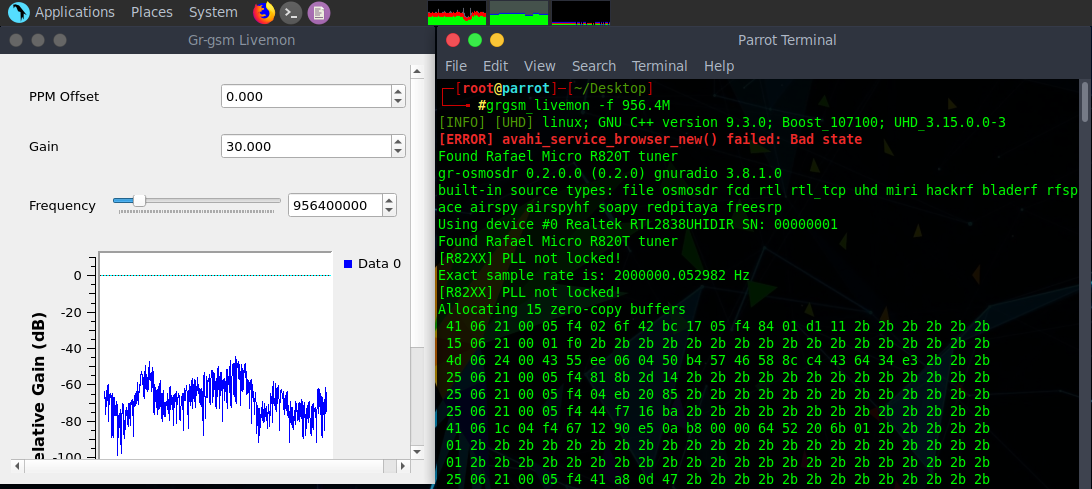 Applications Places System
Gr-gsm Livemon
PPM Offset 0.000
Gain 30.000
Frequency 956400000
Data 0
0
-20
-40
-60
-80
-100
elative Gain (dB)
Parrot Terminal
File Edit View Search Terminal Help
┌─[root@parrot]─[~/Desktop]
└──╼ #grgsm_livemon -f 956.4M
[INFO] [UHD] linux; GNU C++ version 9.3.0; Boost_107100; UHD_3.15.0.0-3
[ERROR] avahi_service_browser_new() failed: Bad state
Found Rafael Micro R820T tuner
gr-osmosdr 0.2.0.0 (0.2.0) gnuradio 3.8.1.0
built-in source types: file osmosdr fcd rtl rtl_tcp uhd miri hackrf bladerf rfsp
ace airspy airspyhf soapy redpitaya freesrp
Using device #0 Realtek RTL2838UHIDIR SN: 00000001
Found Rafael Micro R820T tuner
[R82XX] PLL not locked!
Exact sample rate is: 2000000.052982 Hz
[R82XX] PLL not locked!
Allocating 15 zero-copy buffers
41 06 21 00 05 f4 02 6f 42 bc 17 05 f4 84 01 d1 11 2b 2b 2b 2b 2b 2b
15 06 21 00 01 f0 2b 2b 2b 2b 2b 2b 2b 2b 2b 2b 2b 2b 2b 2b 2b 2b 2b
4d 06 24 00 43 55 ee 06 04 50 b4 57 46 58 8c c4 43 64 34 e3 2b 2b 2b
25 06 21 00 05 f4 81 8b 2d 14 2b 2b 2b 2b 2b 2b 2b 2b 2b 2b 2b 2b 2b
25 06 21 00 05 f4 04 eb 20 85 2b 2b 2b 2b 2b 2b 2b 2b 2b 2b 2b 2b 2b
25 06 21 00 05 f4 44 f7 16 ba 2b 2b 2b 2b 2b 2b 2b 2b 2b 2b 2b 2b 2b
41 06 1c 04 f4 67 12 90 e5 0a b8 00 00 64 52 20 6b 01 2b 2b 2b 2b 2b
01 2b 2b 2b 2b 2b 2b 2b 2b 2b 2b 2b 2b 2b 2b 2b 2b 2b 2b 2b 2b 2b 2b
01 2b 2b 2b 2b 2b 2b 2b 2b 2b 2b 2b 2b 2b 2b 2b 2b 2b 2b 2b 2b 2b 2b
25 06 21 00 05 f4 41 a8 0d 47 2b 2b 2b 2b 2b 2b 2b 2b 2b 2b 2b 2b 2b